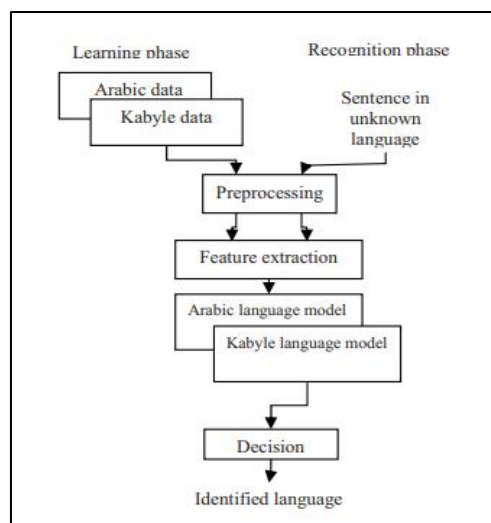 Learning phase
Recognition phase
Arabic data
Kabyle data
Sentence in
unknown
language
Preprocessing
Feature extraction
Arabic language model
Kabyle language model
Decision
Identified language